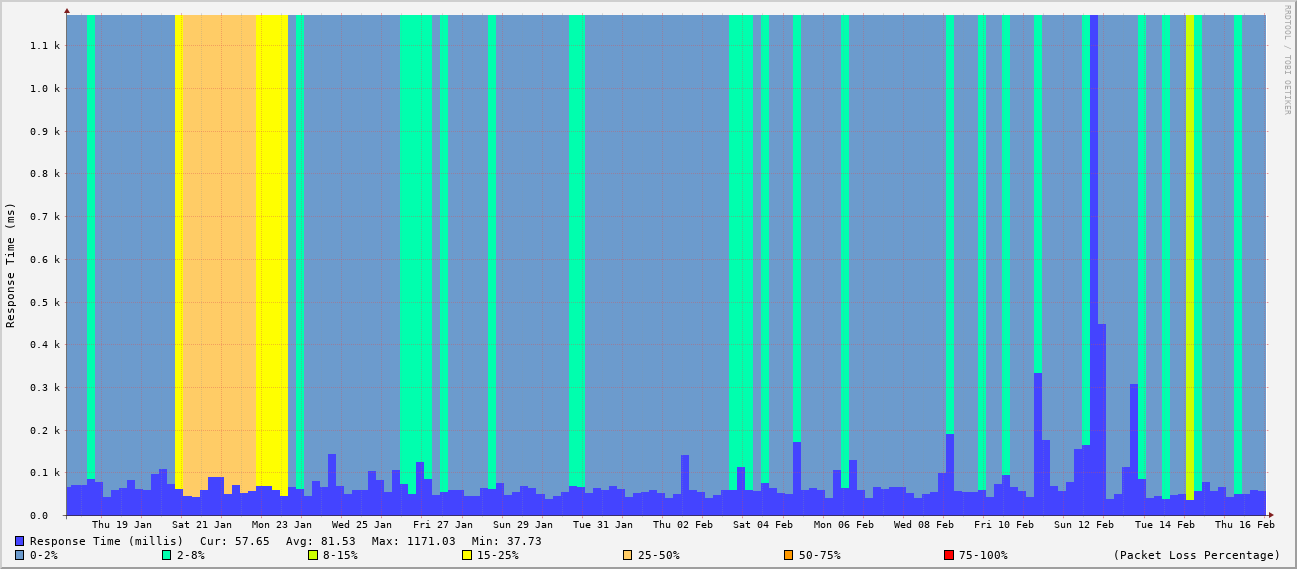 RRDTOOL / TOBI OETIKER
Response Time (ms)
1.1 k
1.0 k
0.9 k
0.8 k
0.7 k
0.6 k
0.5 k
0.4 k
0.3 k
0.2 k
0.1 k
0.0
Thu 19 Jan Sat 21 Jan Mon 23 Jan Wed 25 Jan Fri 27 Jan Sun 29 Jan Tue 31 Jan Thu 02 Feb Sat 04 Feb Mon 06 Feb Wed 08 Feb Fri 10 Feb Sun 12 Feb Tue 14 Feb Thu 16 Feb
Response Time (millis) Cur: 57.65 Avg: 81.53 Max: 1171.03 Min: 37.73
0-2% 2-8% 8-15% 15-25% 25-50% 50-75% 75-100% (Packet Loss Percentage)